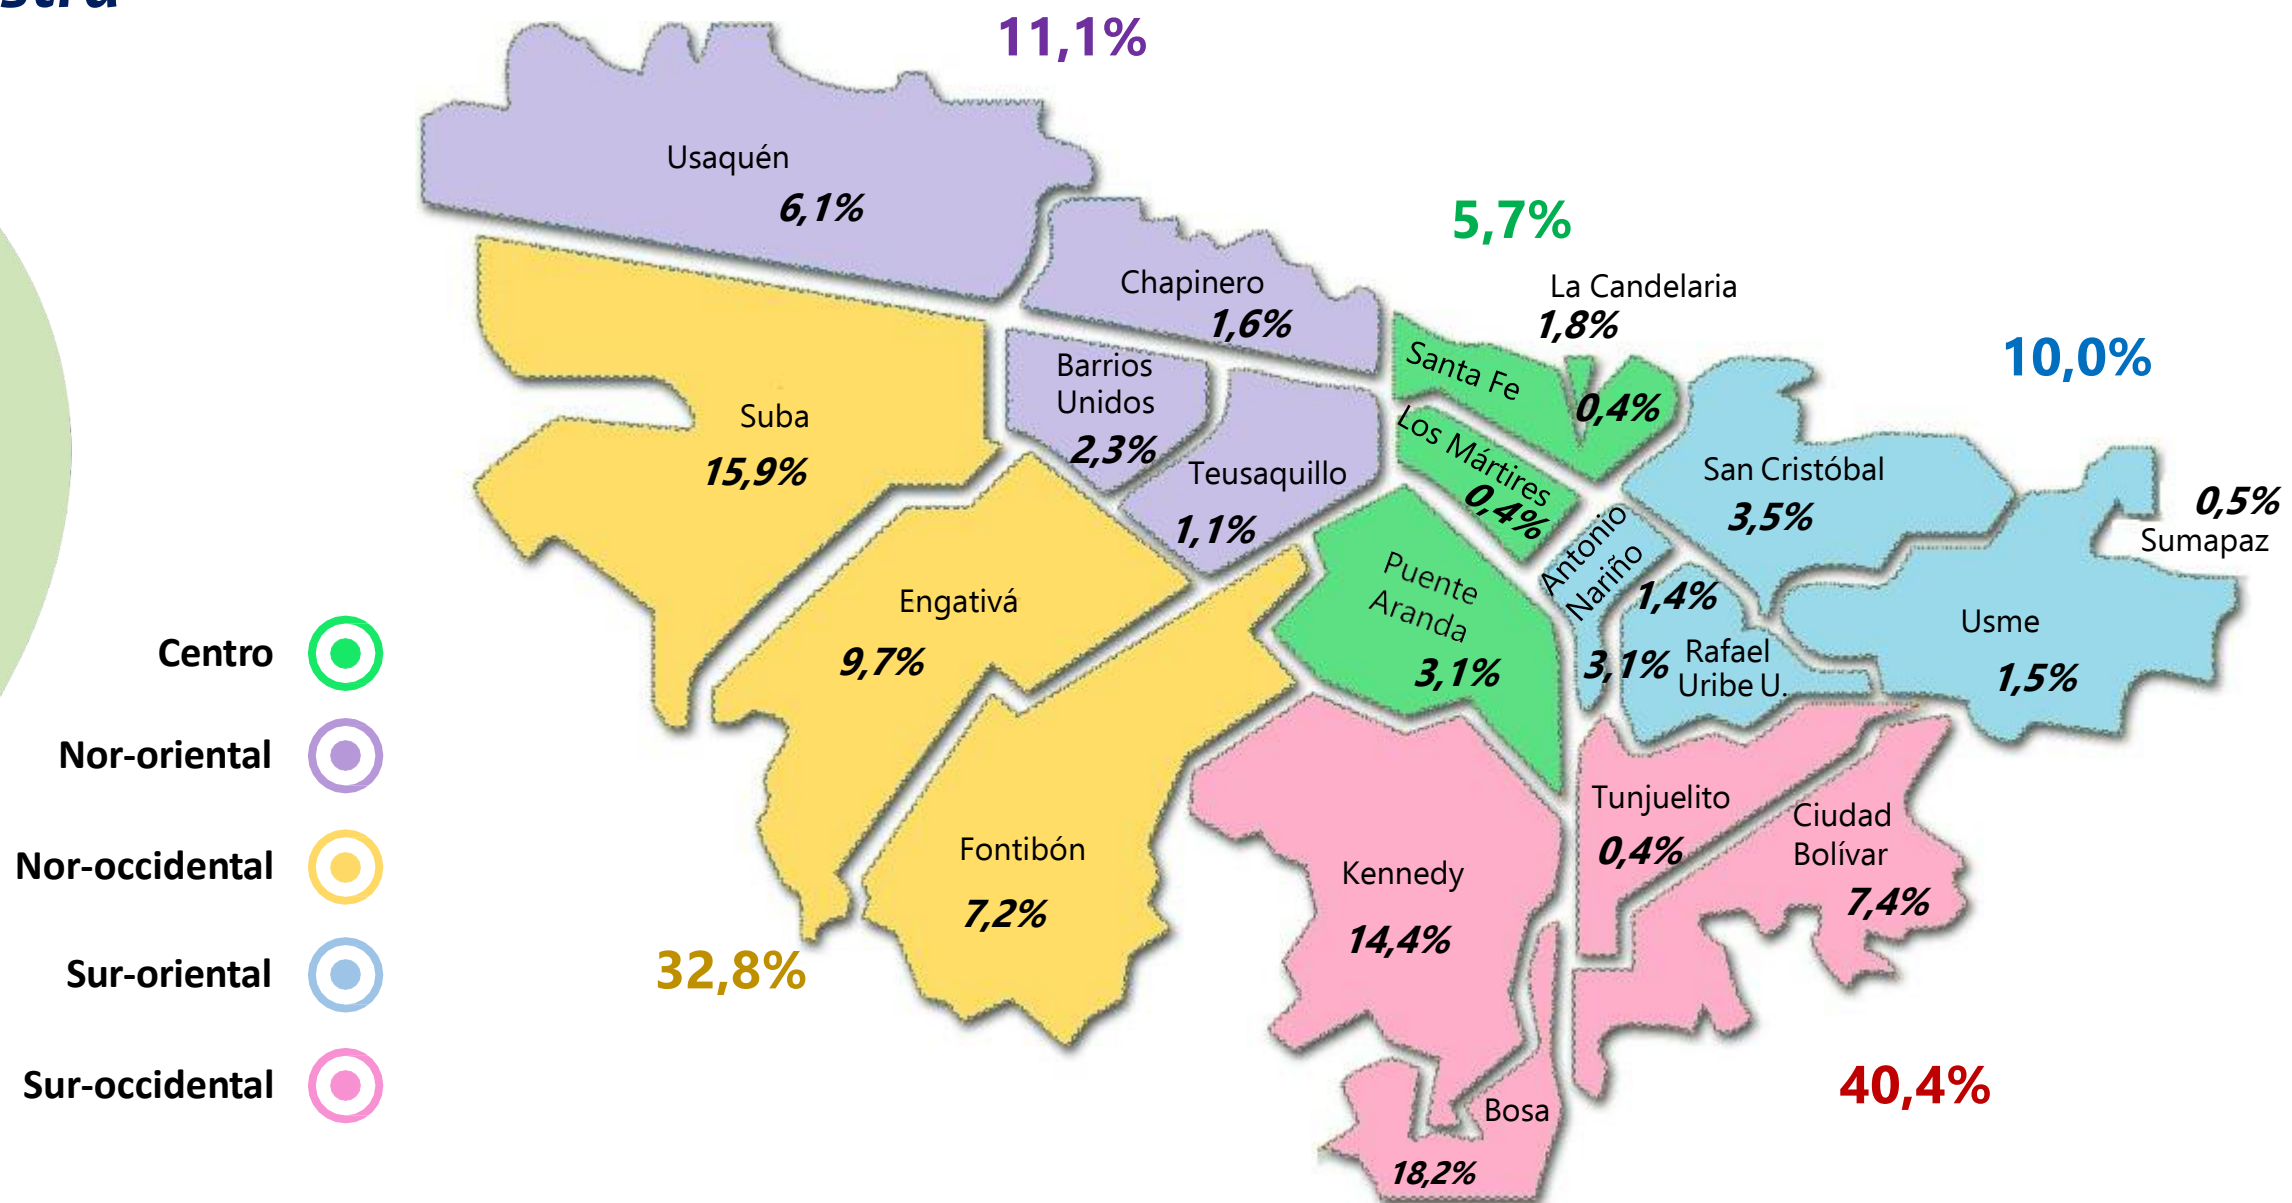 stra
11,1%
Usaquén
6,1%
Chapinero
1,6%
5,7%
La Candelaria
1,8%
10,0%
Santa Fe
0,4%
Barrios
Unidos
2,3%
Suba
15,9%
Teusaquillo
1,1%
Los Mártires
0,4%
San Cristóbal
3,5%
0,5%
Sumapaz
Antonio
Nariño
1,4%
Puente
Aranda
3,1%
Engativá
9,7%
3,1%
Rafael
Uribe U.
Usme
1,5%
Centro
Nor-oriental
Nor-occidental
Sur-oriental
Sur-occidental
Fontibón
7,2%
32,8%
Kennedy
14,4%
Tunjuelito
0,4%
Ciudad
Bolívar
7,4%
40,4%
Bosa
18,2%